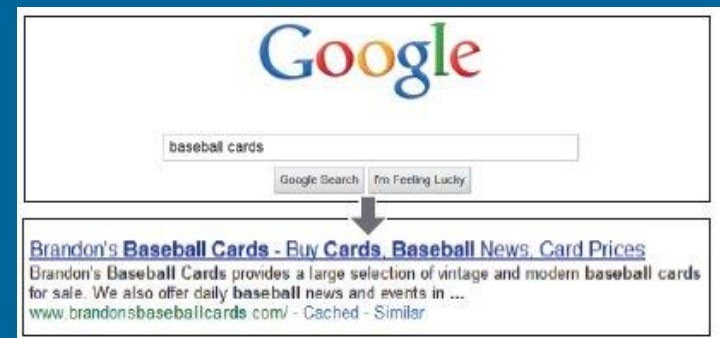 Google
baseball cards
Google Search I'm Feeling Lucky
Brandon's Baseball Cards - Buy Cards, Baseball News, Card Prices
Brandon's Baseball Cards provides a large selection of vintage and modern baseball cards
for sale. We also offer daily baseball news and events in ...
www.brandonsbaseballcards.com/ - Cached - Similar